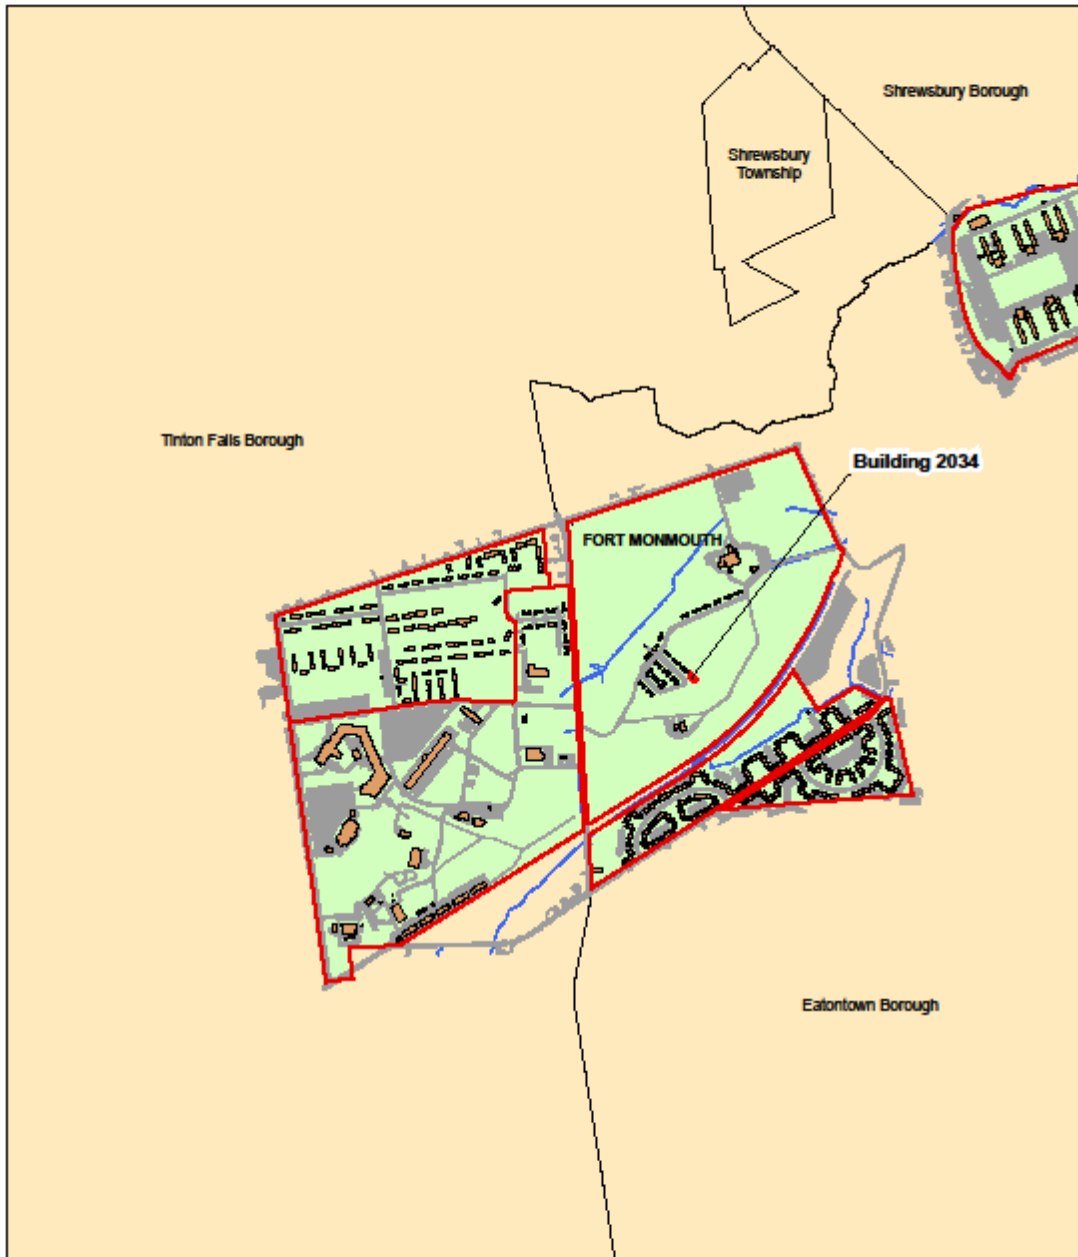 Shrewsbury Borough
Shrewsbury
Township
Tinton Falls Borough
Building 2034
FORT MONMOUTH
Eatontown Borough